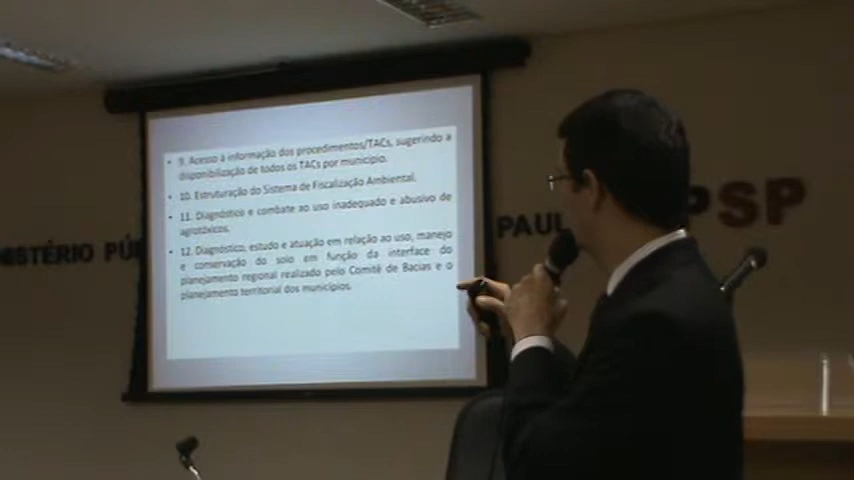 • 9. Acesso à informação dos procedimentos/TACs, sugerindo a
disponibilização de todos os TACs por município.
• 10. Estruturação do Sistema de Fiscalização Ambiental.
• 11. Diagnóstico e combate ao uso inadequado e abusivo de
agrotóxicos.
• 12. Diagnóstico, estudo e atuação em relação ao uso, manejo
e conservação do solo em função da interface do
planejamento regional realizado pelo Comitê de Bacias e o
planejamento territorial dos municípios.
NISTÉRIO PÚ
PAUL
PSP